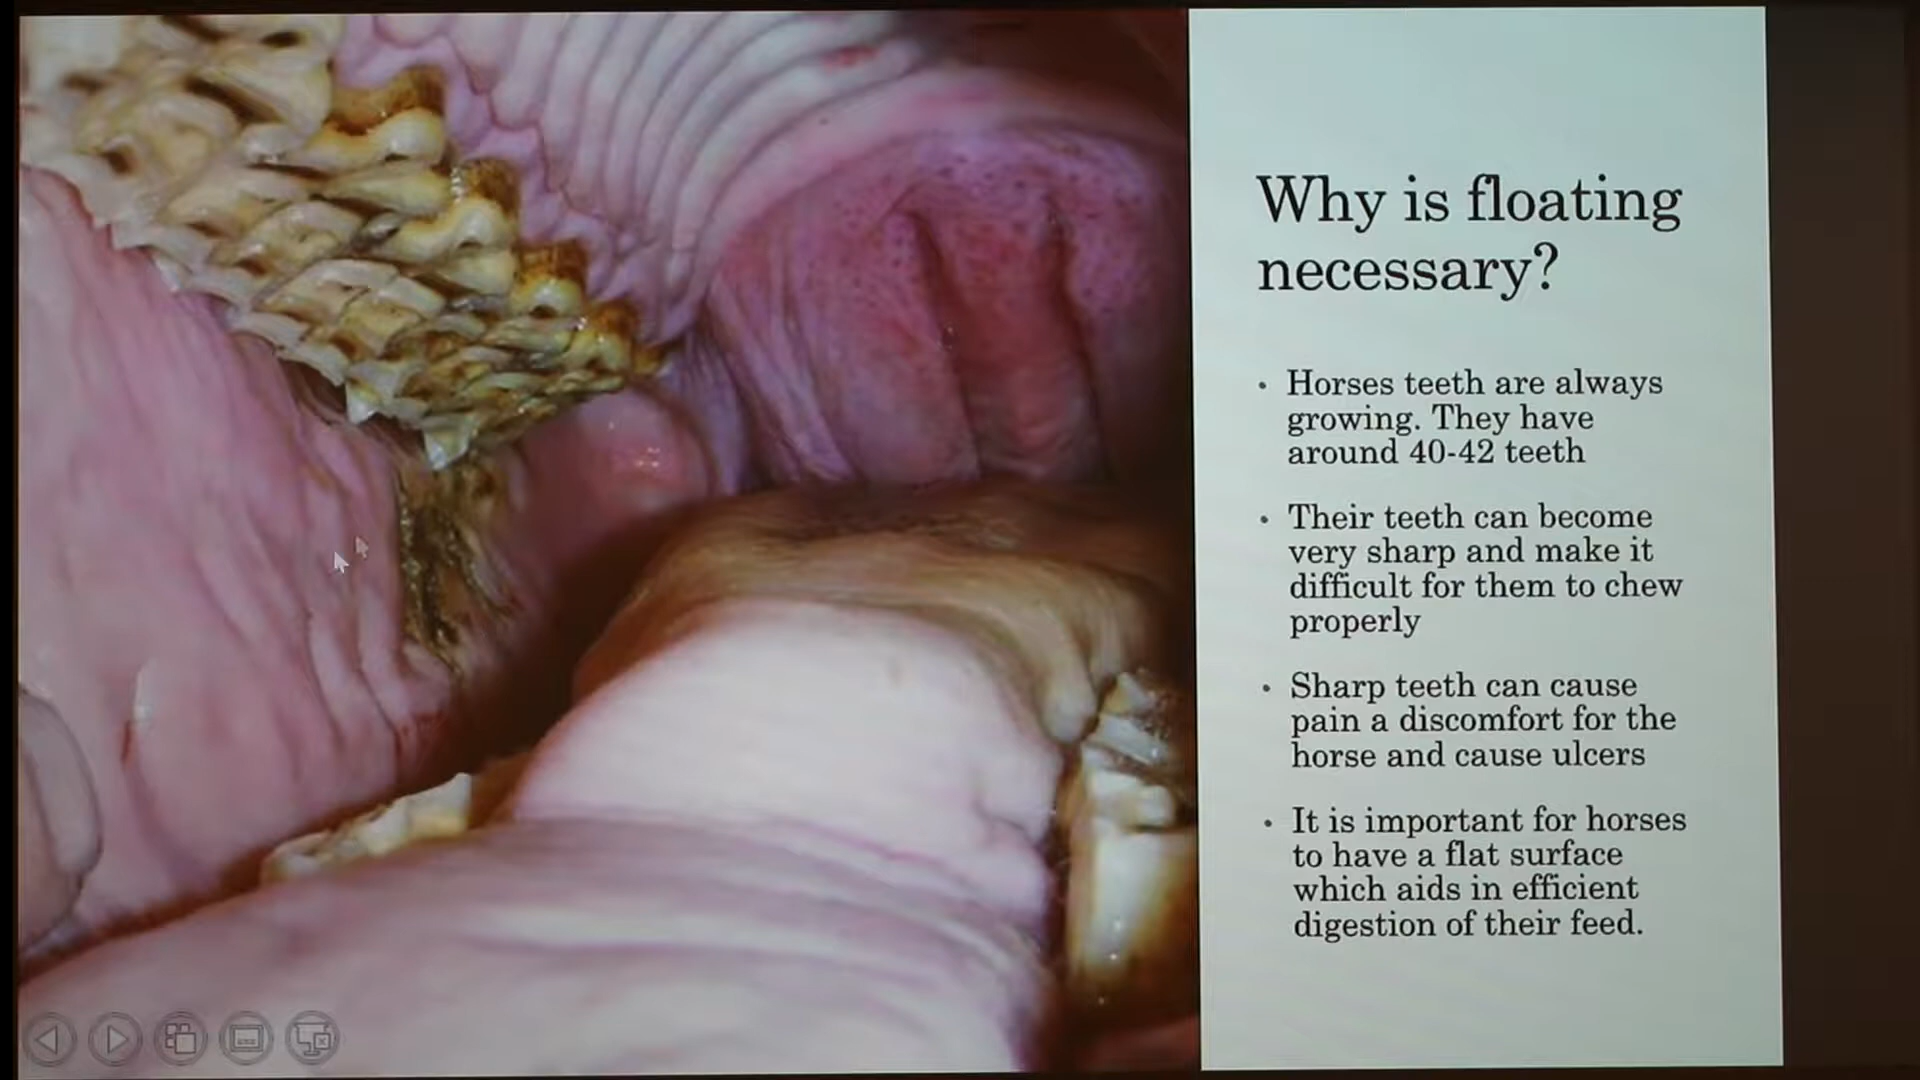 Why is floating
necessary?
• Horses teeth are always
growing. They have
around 40-42 teeth
• Their teeth can become
very sharp and make it
difficult for them to chew
properly
• Sharp teeth can cause
pain a discomfort for the
horse and cause ulcers
• It is important for horses
to have a flat surface
which aids in efficient
digestion of their feed.